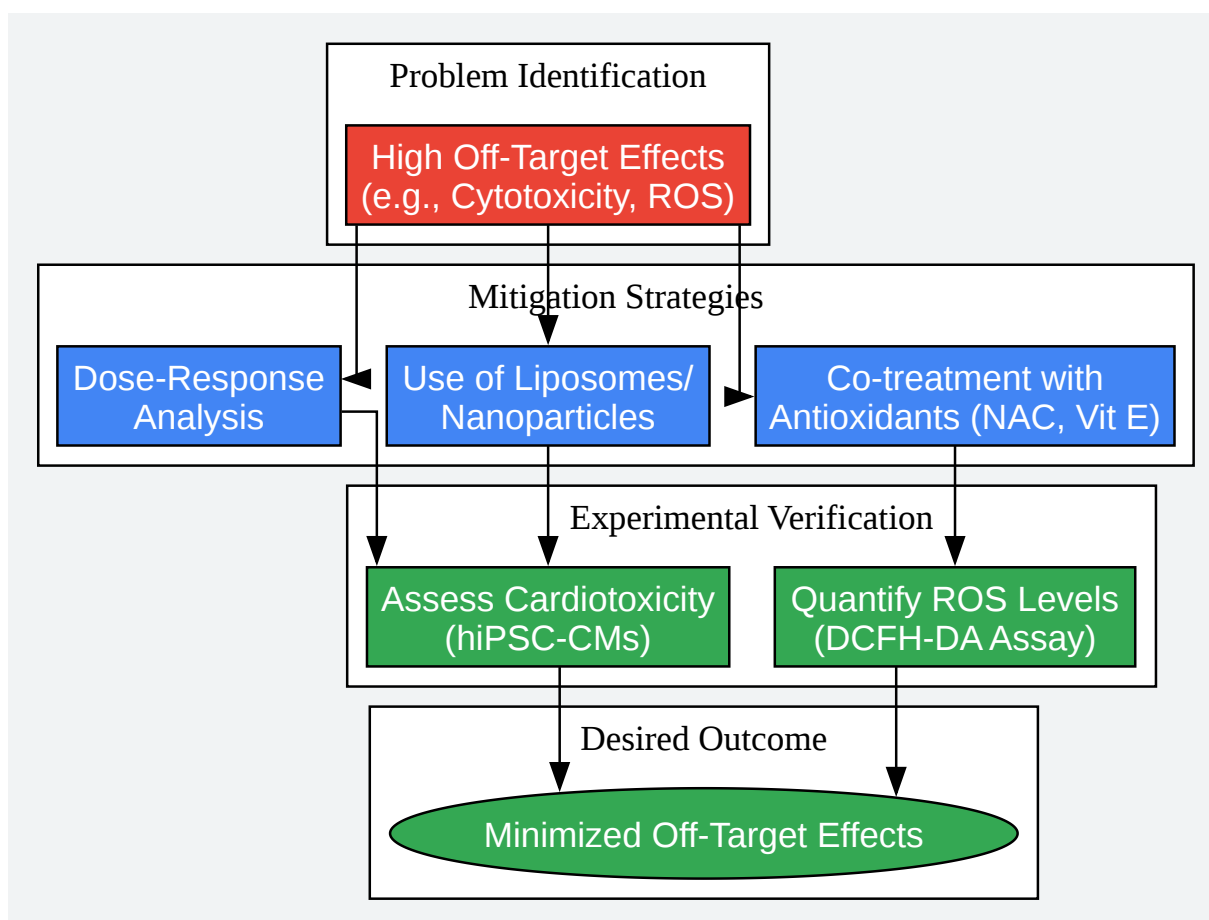 Problem Identification
High Off-Target Effects
(e.g., Cytotoxicity, ROS)
Mitigation Strategies
Dose-Response
Analysis
Use of Liposomes/
Nanoparticles
Co-treatment with
Antioxidants (NAC, Vit E)
Experimental Verification
Assess Cardiotoxicity
(hiPSC-CMs)
Quantify ROS Levels
(DCFH-DA Assay)
Desired Outcome
Minimized Off-Target Effects